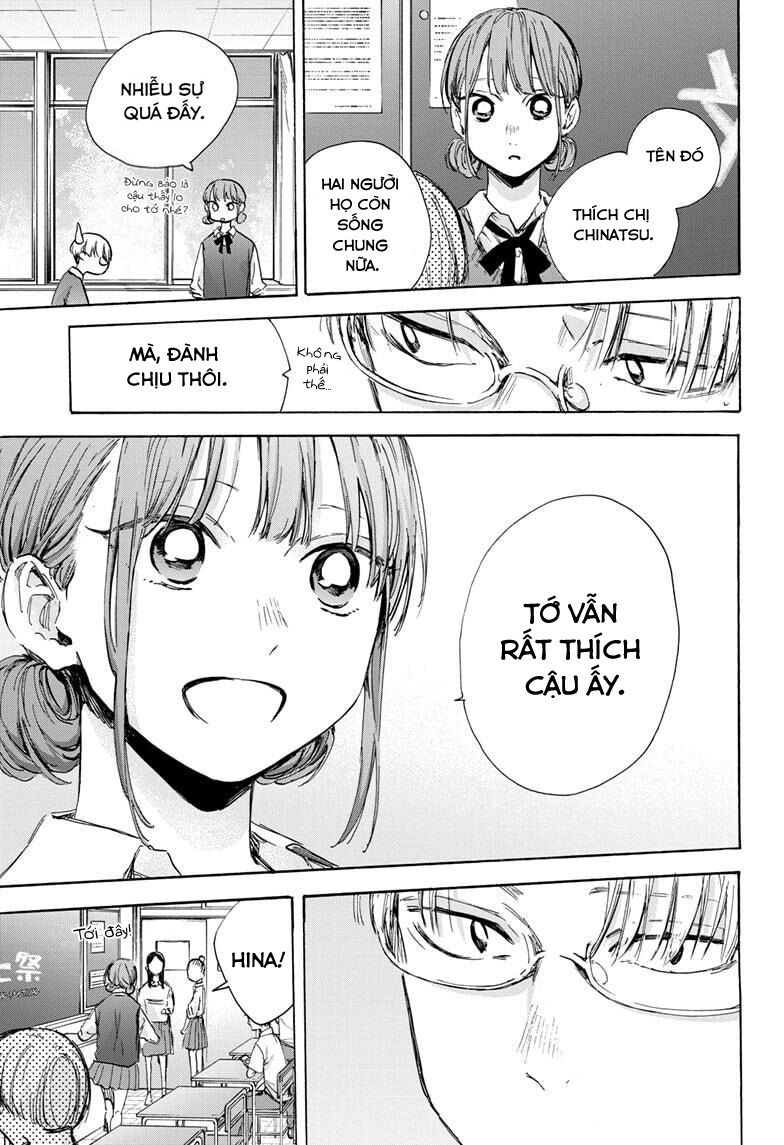 TÊN ĐÓ
THÍCH CHỊ
CHINATSU.
HAI NGƯỜI
HỌ CÒN
SỐNG
CHUNG
NỮA.
NHIỄU SỰ
QUÁ ĐẤY.
Đừng bảo là
cậu thấy lo
cho tớ nhé?
Không
phải
thế...
MÀ, ĐÀNH
CHỊU THÔI.
TỚ VẪN
RẤT THÍCH
CẬU ẤY.
HINA!
Tới đây!
祭